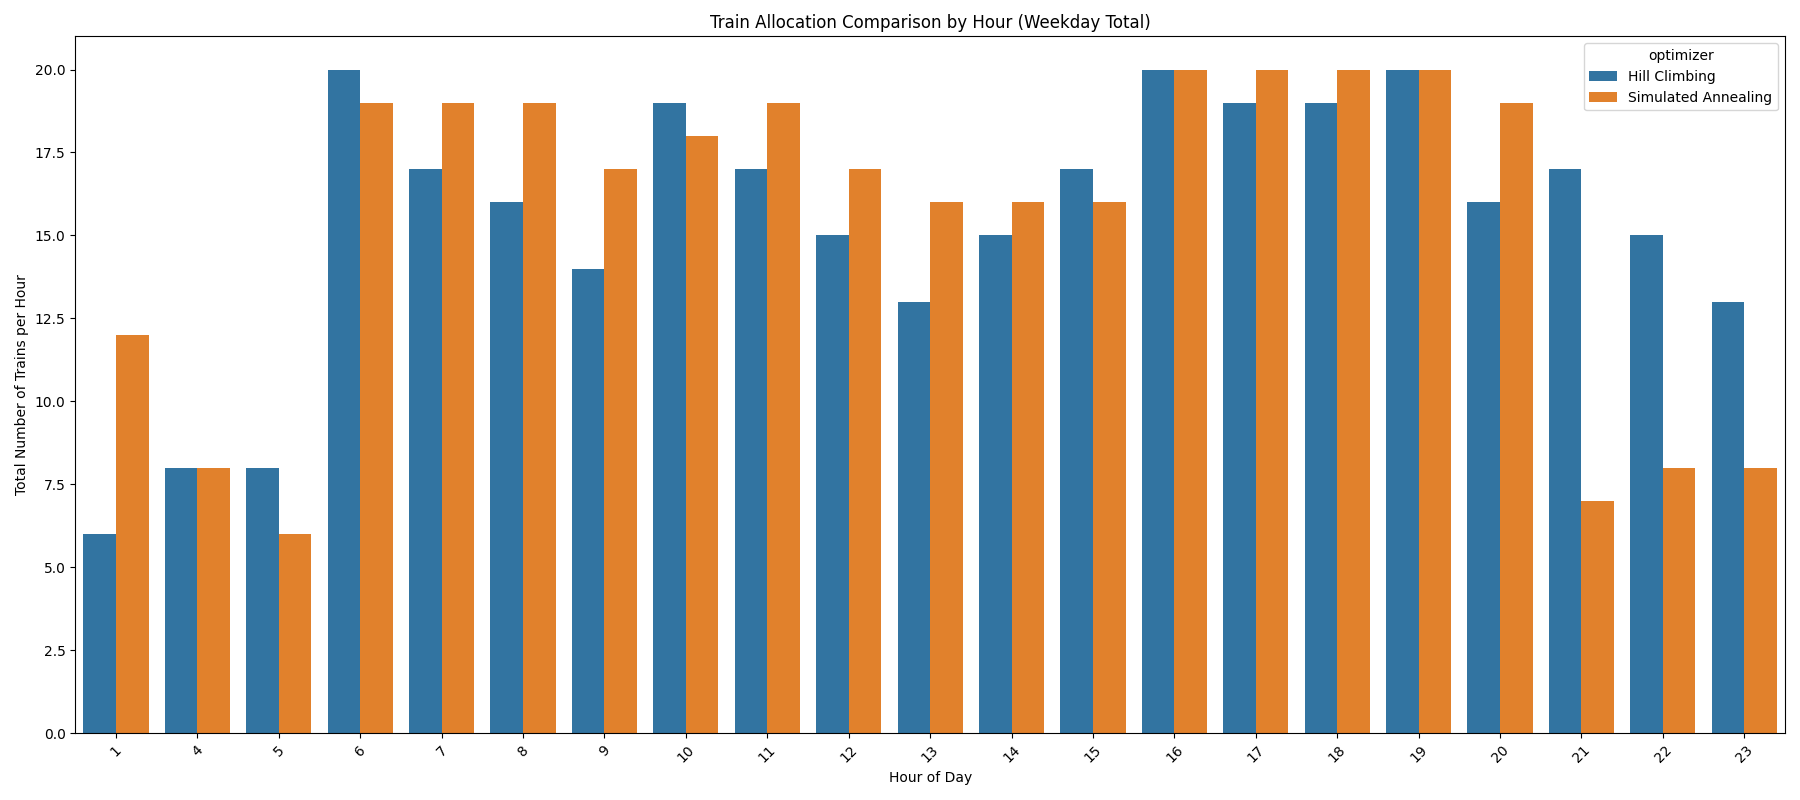 Train Allocation Comparison by Hour (Weekday Total)
optimizer
Hill Climbing
Simulated Annealing
Total Number of Trains per Hour
20.0
17.5
15.0
12.5
10.0
7.5
5.0
2.5
0.0
1 4 5 6 7 8 9 10 11 12 13 14 15 16 17 18 19 20 21 22 23
Hour of Day